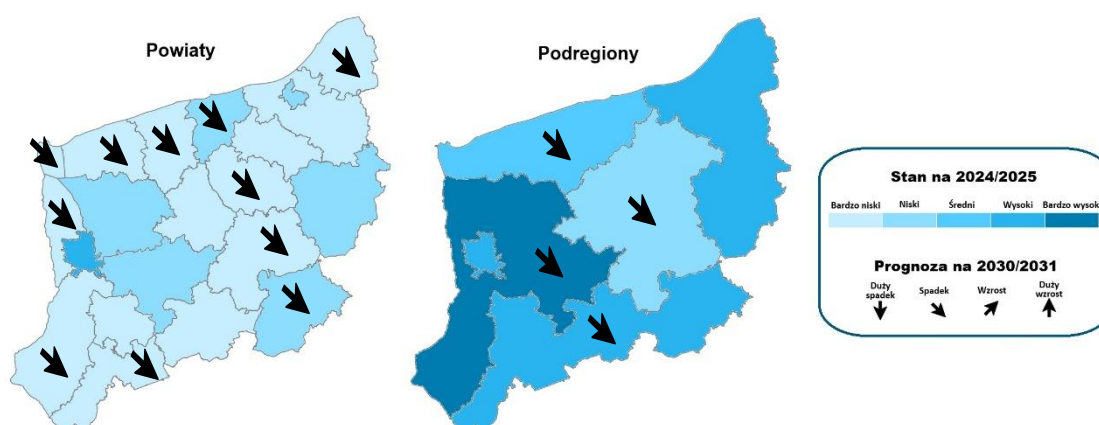 Powiaty
Podregiony
Stan na 2024/2025
Bardzo niski Niski Średni Wysoki Bardzo wysok
Prognoza na 2030/2031
Duży spadek Spadek Wzrost Duży wzrost